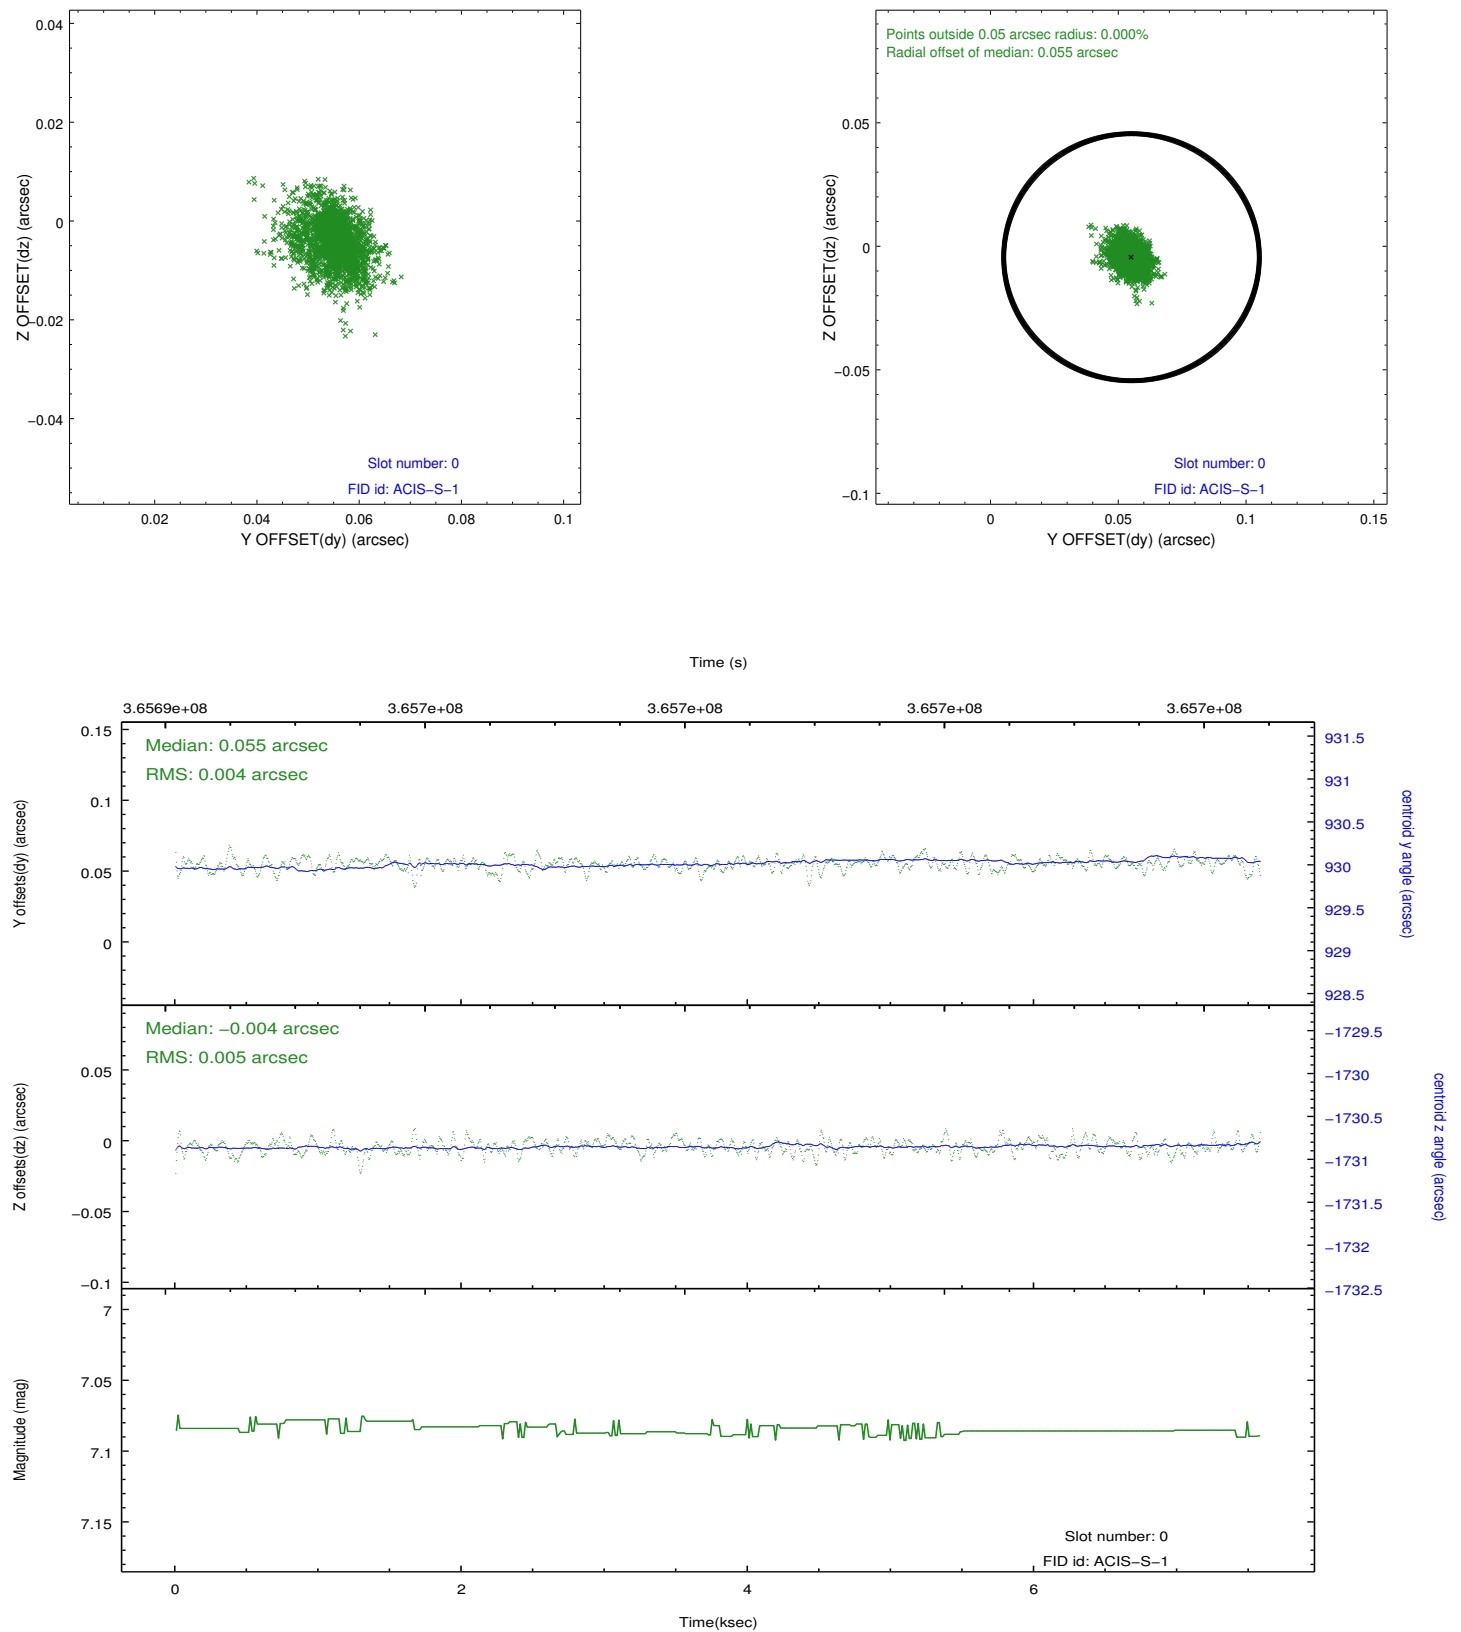 0.04
0.02
0
−0.02
−0.04
Z OFFSET(dz) (arcsec)
Slot number: 0
FID id: ACIS−S−1
0.02 0.04 0.06 0.08 0.1
Y OFFSET(dy) (arcsec)
Points outside 0.05 arcsec radius: 0.000%
Radial offset of median: 0.055 arcsec
0.05
0
−0.05
−0.1
Z OFFSET(dz) (arcsec)
Slot number: 0
FID id: ACIS−S−1
0 0.05 0.1 0.15
Y OFFSET(dy) (arcsec)
Time (s)
3.6569e+08 3.657e+08 3.657e+08 3.657e+08 3.657e+08
Median: 0.055 arcsec
RMS: 0.004 arcsec
0.15
0.1
0.05
0
Y offsets(dy) (arcsec)
931.5
931
930.5
930
929.5
929
928.5
centroid y angle (arcsec)
Median: −0.004 arcsec
RMS: 0.005 arcsec
0.05
0
−0.05
−0.1
Z offsets(dz) (arcsec)
−1729.5
−1730
−1730.5
−1731
−1731.5
−1732
−1732.5
centroid z angle (arcsec)
7
7.05
7.1
7.15
Magnitude (mag)
Slot number: 0
FID id: ACIS−S−1
0 2 4 6
Time(ksec)